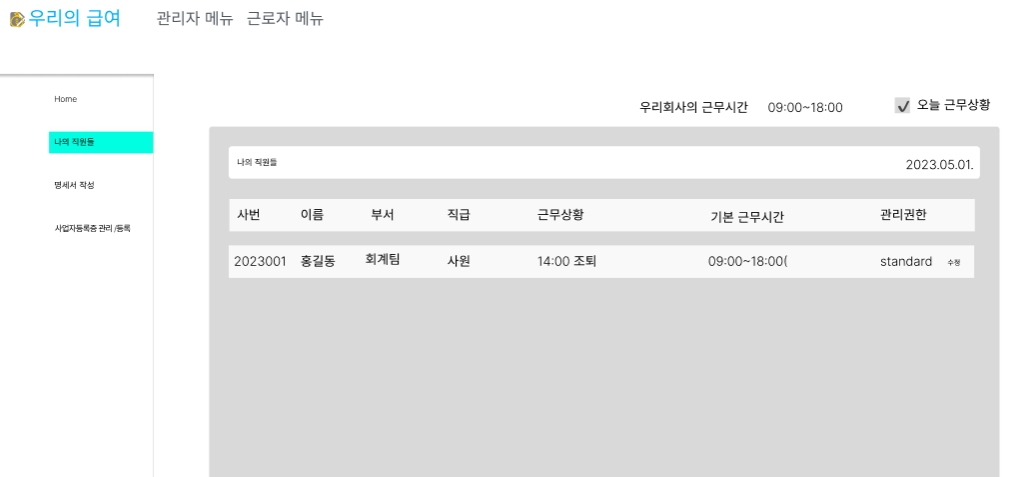 우리의 급여 관리자 메뉴 근로자 메뉴
Home
나의 직원들
명세서 작성
사업자등록증 관리 /등록
우리회사의 근무시간 09:00~18:00 오늘 근무상황
나의 직원들 2023.05.01.
사번 이름 부서 직급 근무상황 기본 근무시간 관리권한
2023001 홍길동 회계팀 사원 14:00 조퇴 09:00~18:00( standard 수정